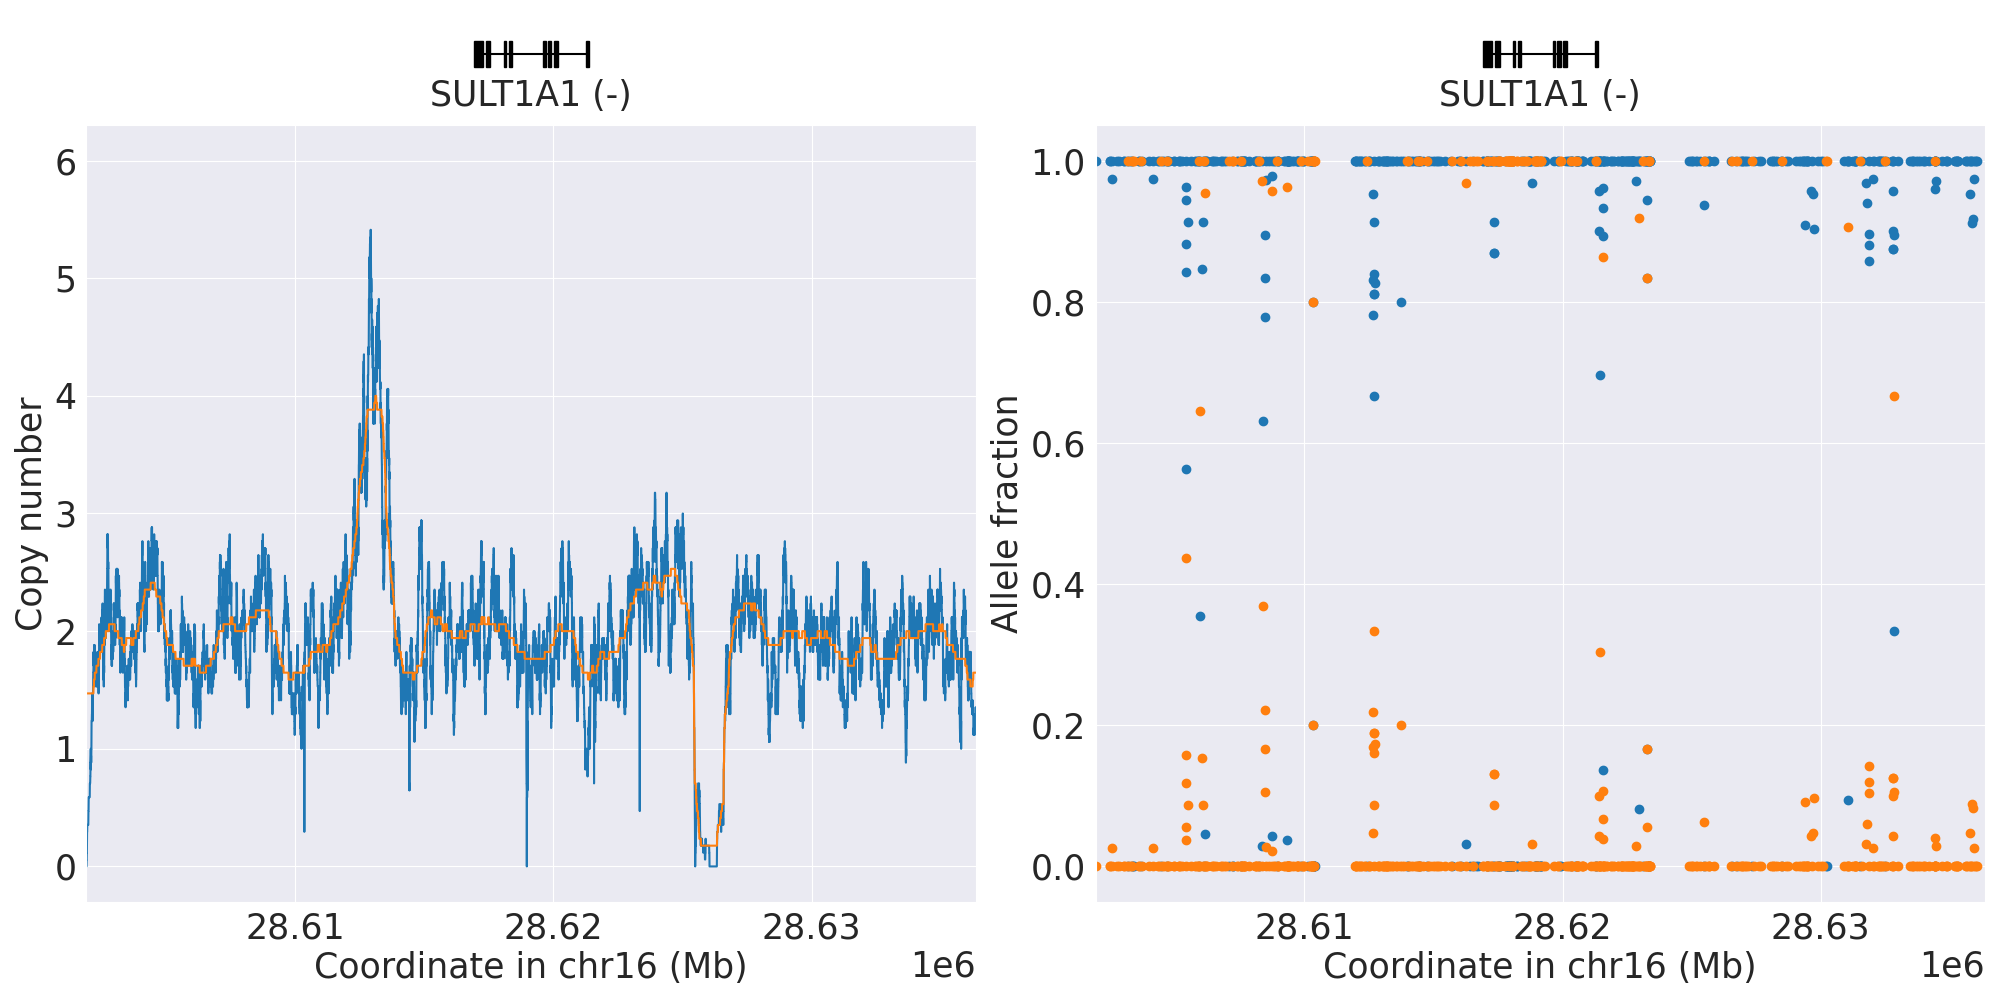 SULT1A1 (-)
6
5
4
3
2
1
0
Copy number
28.61
28.62
28.63
Coordinate in chr16 (Mb)
1e6
SULT1A1 (-)
1.0
0.8
0.6
0.4
0.2
0.0
Allele fraction
28.61
28.62
28.63
Coordinate in chr16 (Mb)
1e6